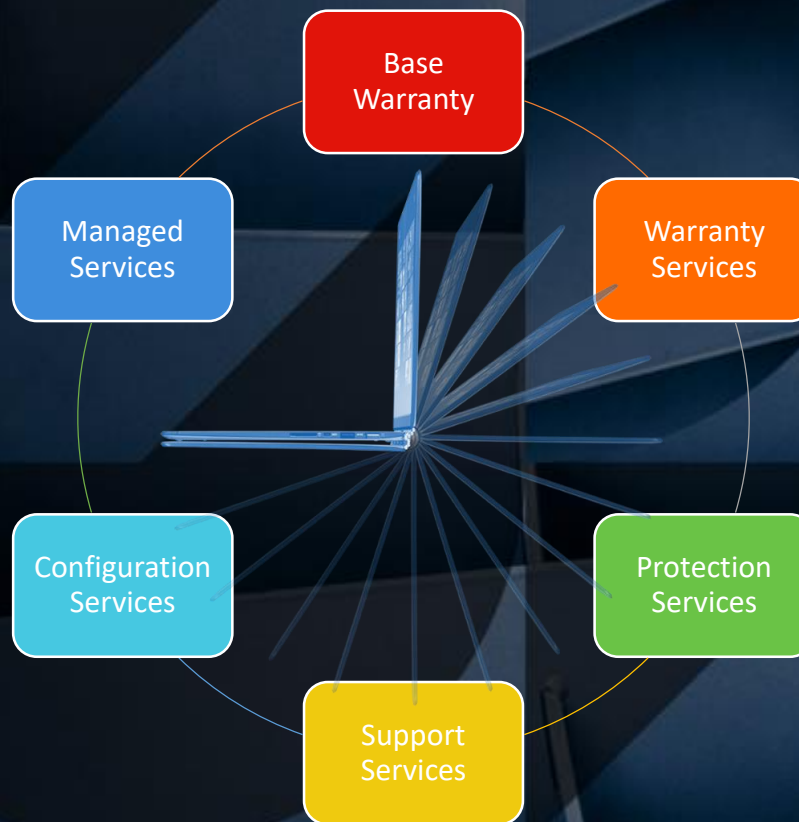 Base
Warranty
Warranty
Services
Protection
Services
Support
Services
Configuration
Services
Managed
Services